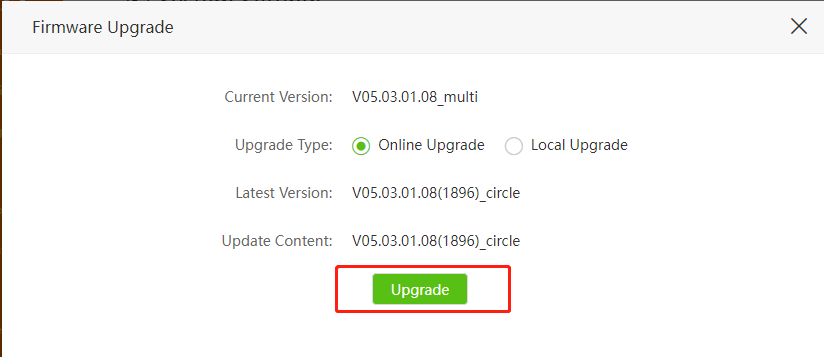 Firmware Upgrade
Current Version: V05.03.01.08_multi
Upgrade Type: Online Upgrade Local Upgrade
Latest Version: V05.03.01.08(1896)_circle
Update Content: V05.03.01.08(1896)_circle
Upgrade